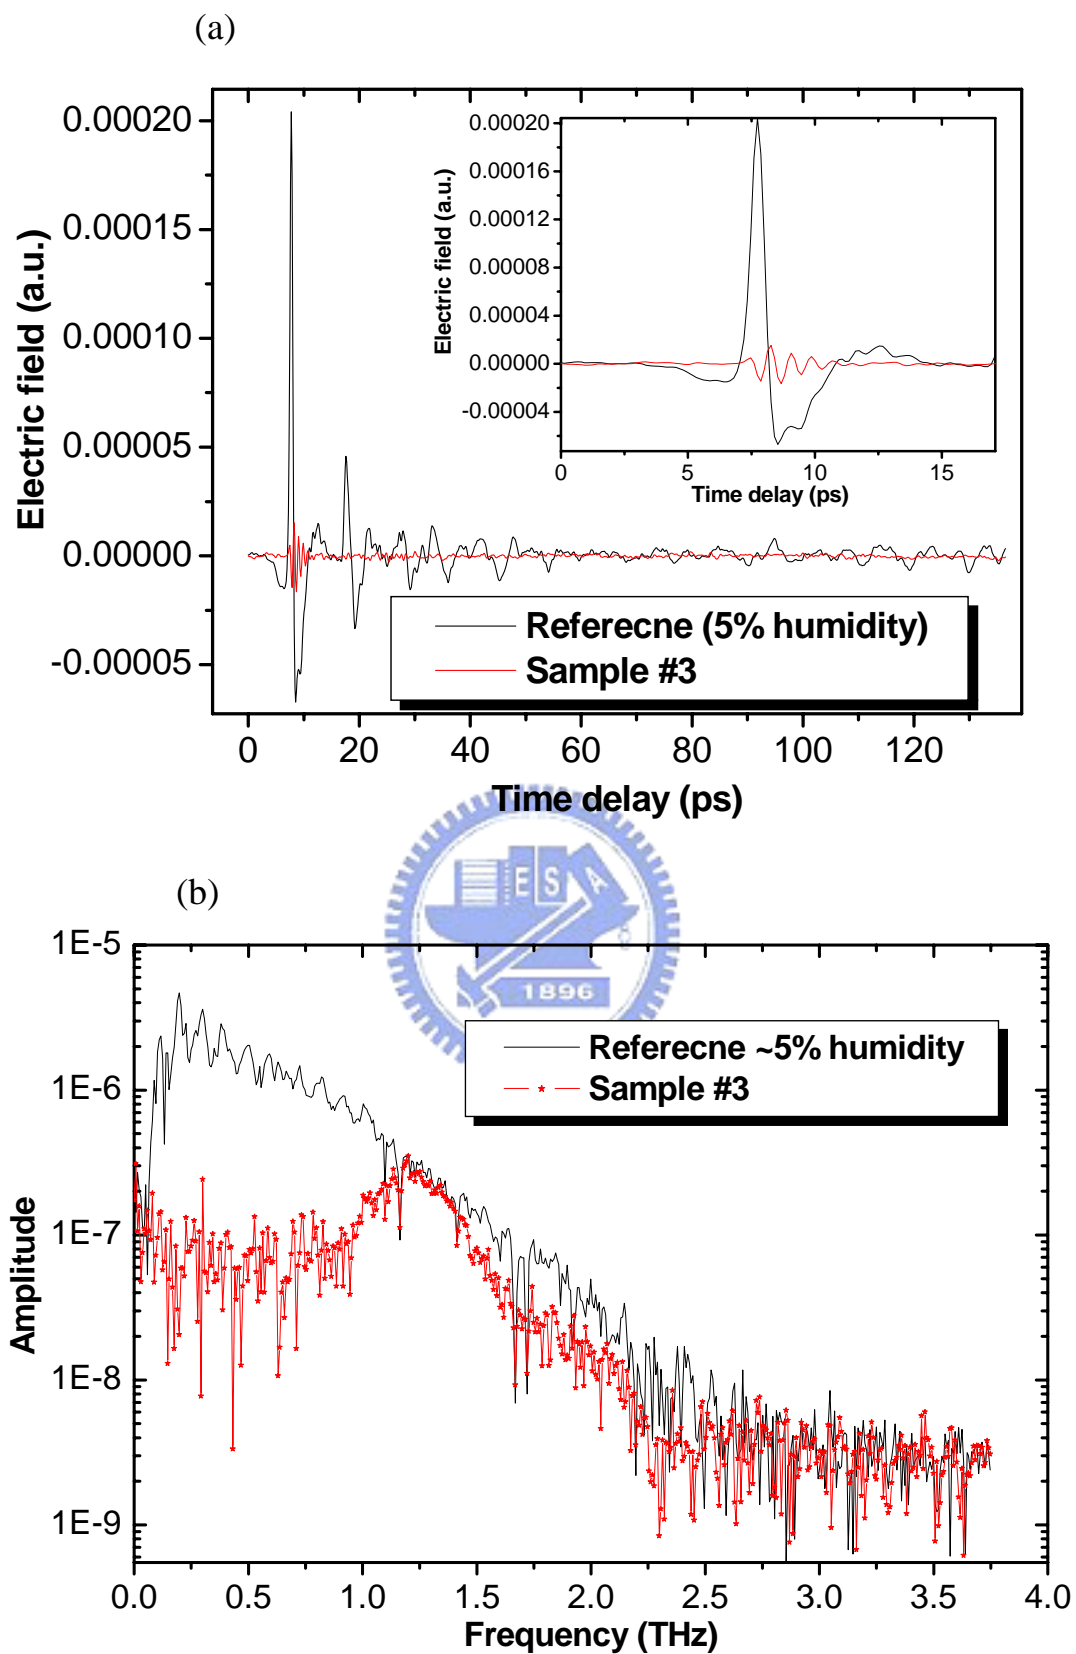 (a)
0.00020
0.00015
0.00010
0.00005
0.00000
-0.00005
Electric field (a.u.)
0 20 40 60 80 100 120
Time delay (ps)
0.00020
0.00016
0.00012
0.00008
0.00004
0.00000
-0.00004
Electric field (a.u.)
0 5 10 15
Time delay (ps)
Referecne (5% humidity)
Sample #3
E S A
1896
(b)
1E-5
1E-6
1E-7
1E-8
1E-9
Amplitude
Referecne ~5% humidity
Sample #3
0.0 0.5 1.0 1.5 2.0 2.5 3.0 3.5 4.0
Frequency (THz)